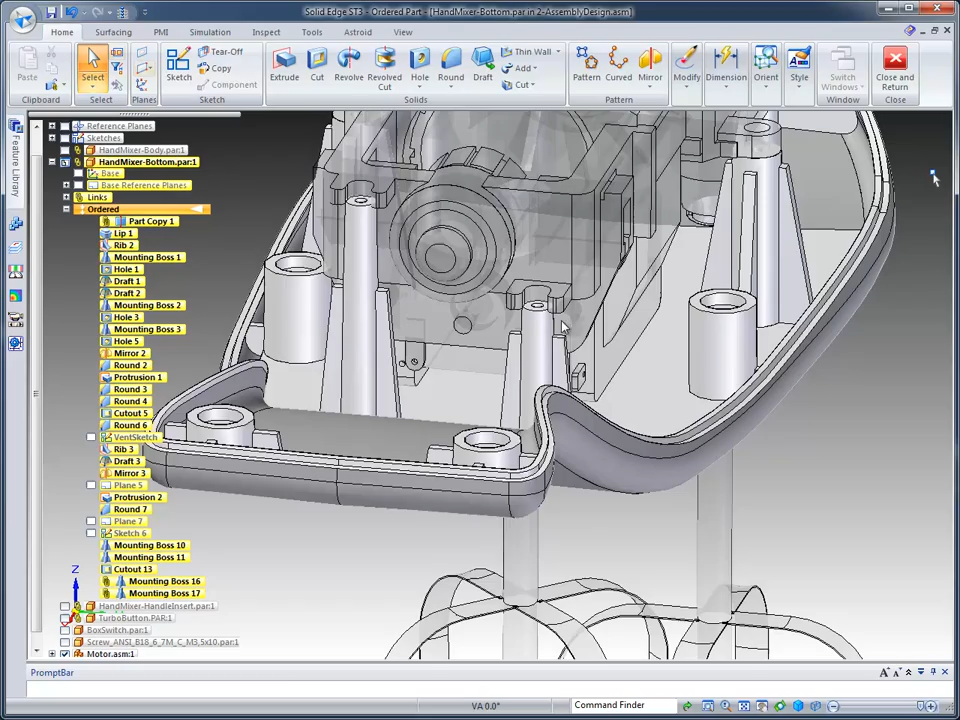 Solid Edge ST3 - Ordered Part - [HandMixer-Bottom.par in 2-AssemblyDesign.asm]
Home Surfacing PMI Simulation Inspect Tools Astroid View
Paste Select Sketch Tear-Off Copy Component Extrude Cut Revolve Revolved Cut Hole Round Draft Thin Wall Add Cut Pattern Curved Mirror Modify Dimension Orient Style Switch Windows Close and Return
Clipboard Select Planes Sketch Solids Pattern Window Close
Feature Library
Reference Planes
Sketches
HandMixer-Body.par:1
HandMixer-Bottom.par:1
Base
Base Reference Planes
Links
Ordered
Part Copy 1
Lip 1
Rib 2
Mounting Boss 1
Hole 1
Draft 1
Draft 2
Mounting Boss 2
Hole 3
Mounting Boss 3
Hole 5
Mirror 2
Round 2
Protrusion 1
Round 3
Round 4
Cutout 5
Round 6
VentSketch
Rib 3
Draft 3
Mirror 3
Plane 5
Protrusion 2
Round 7
Plane 7
Sketch 6
Mounting Boss 10
Mounting Boss 11
Cutout 13
Mounting Boss 16
Mounting Boss 17
Z
HandMixer-HandleInsert.par:1
TurboButton.PAR:1
BoxSwitch.par:1
Screw_ANSI_B18_6_7M_C_M3,5x10.par:1
Motor.asm:1
PromptBar
VA 0.0° Command Finder